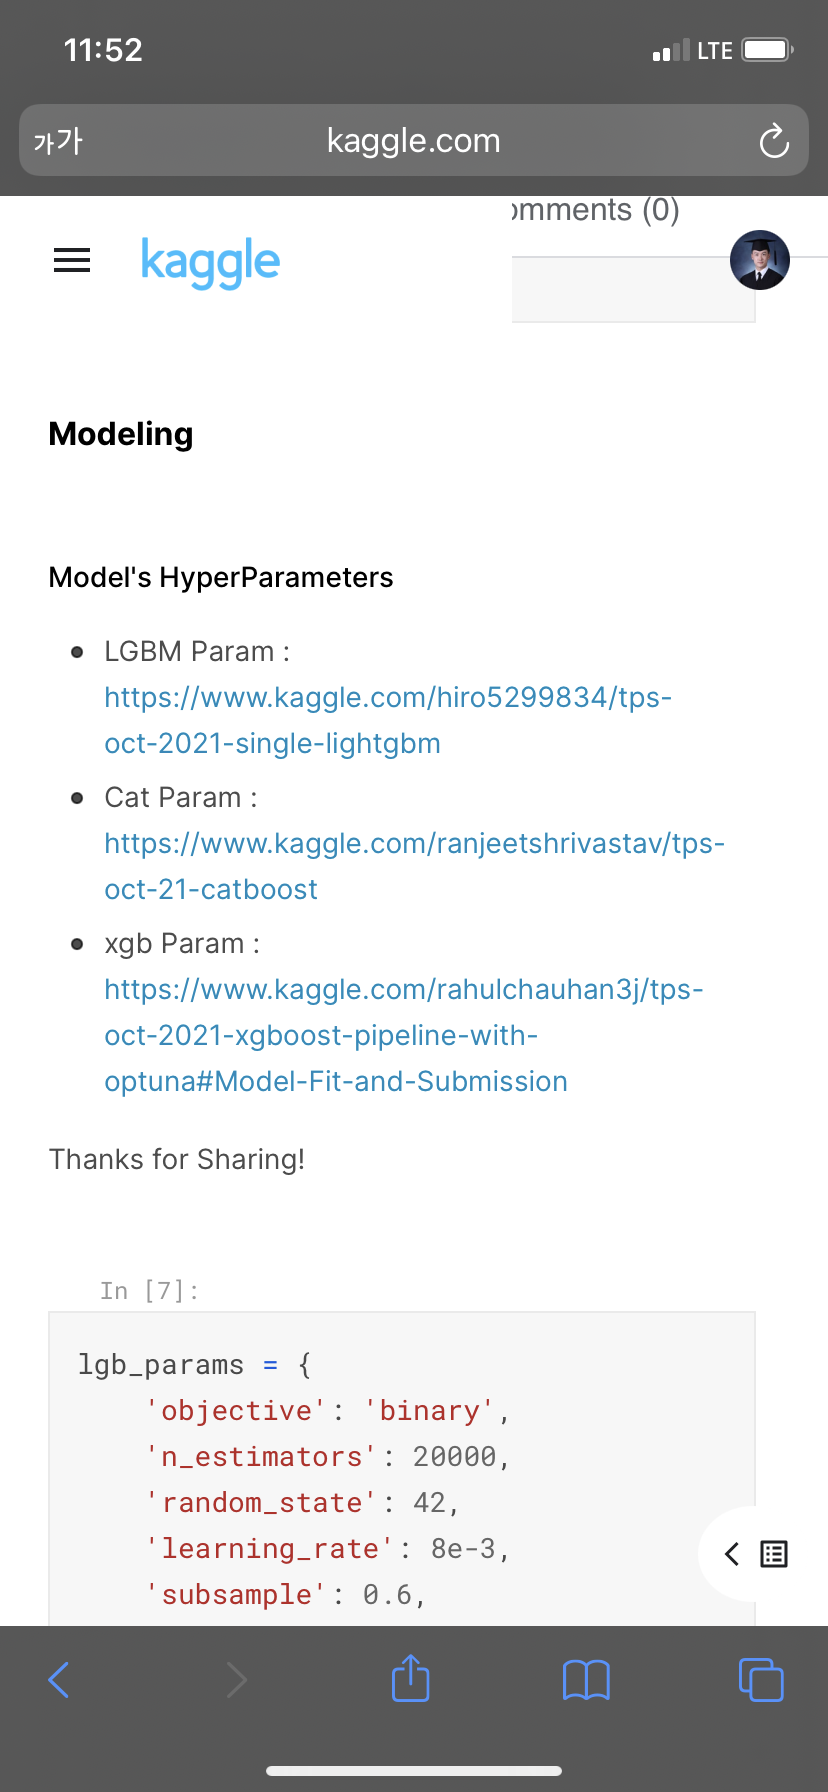 11:52
LTE
가가
kaggle.com
omments (0)
kaggle
Modeling
Model's HyperParameters
LGBM Param :
https://www.kaggle.com/hiro5299834/tps-
oct-2021-single-lightgbm
Cat Param :
https://www.kaggle.com/ranjeetshrivastav/tps-
oct-21-catboost
xgb Param :
https://www.kaggle.com/rahulchauhan3j/tps-
oct-2021-xgboost-pipeline-with-
optuna#Model-Fit-and-Submission
Thanks for Sharing!
In [7]:
lgb_params = {
    'objective': 'binary',
    'n_estimators': 20000,
    'random_state': 42,
    'learning_rate': 8e-3,
    'subsample': 0.6,